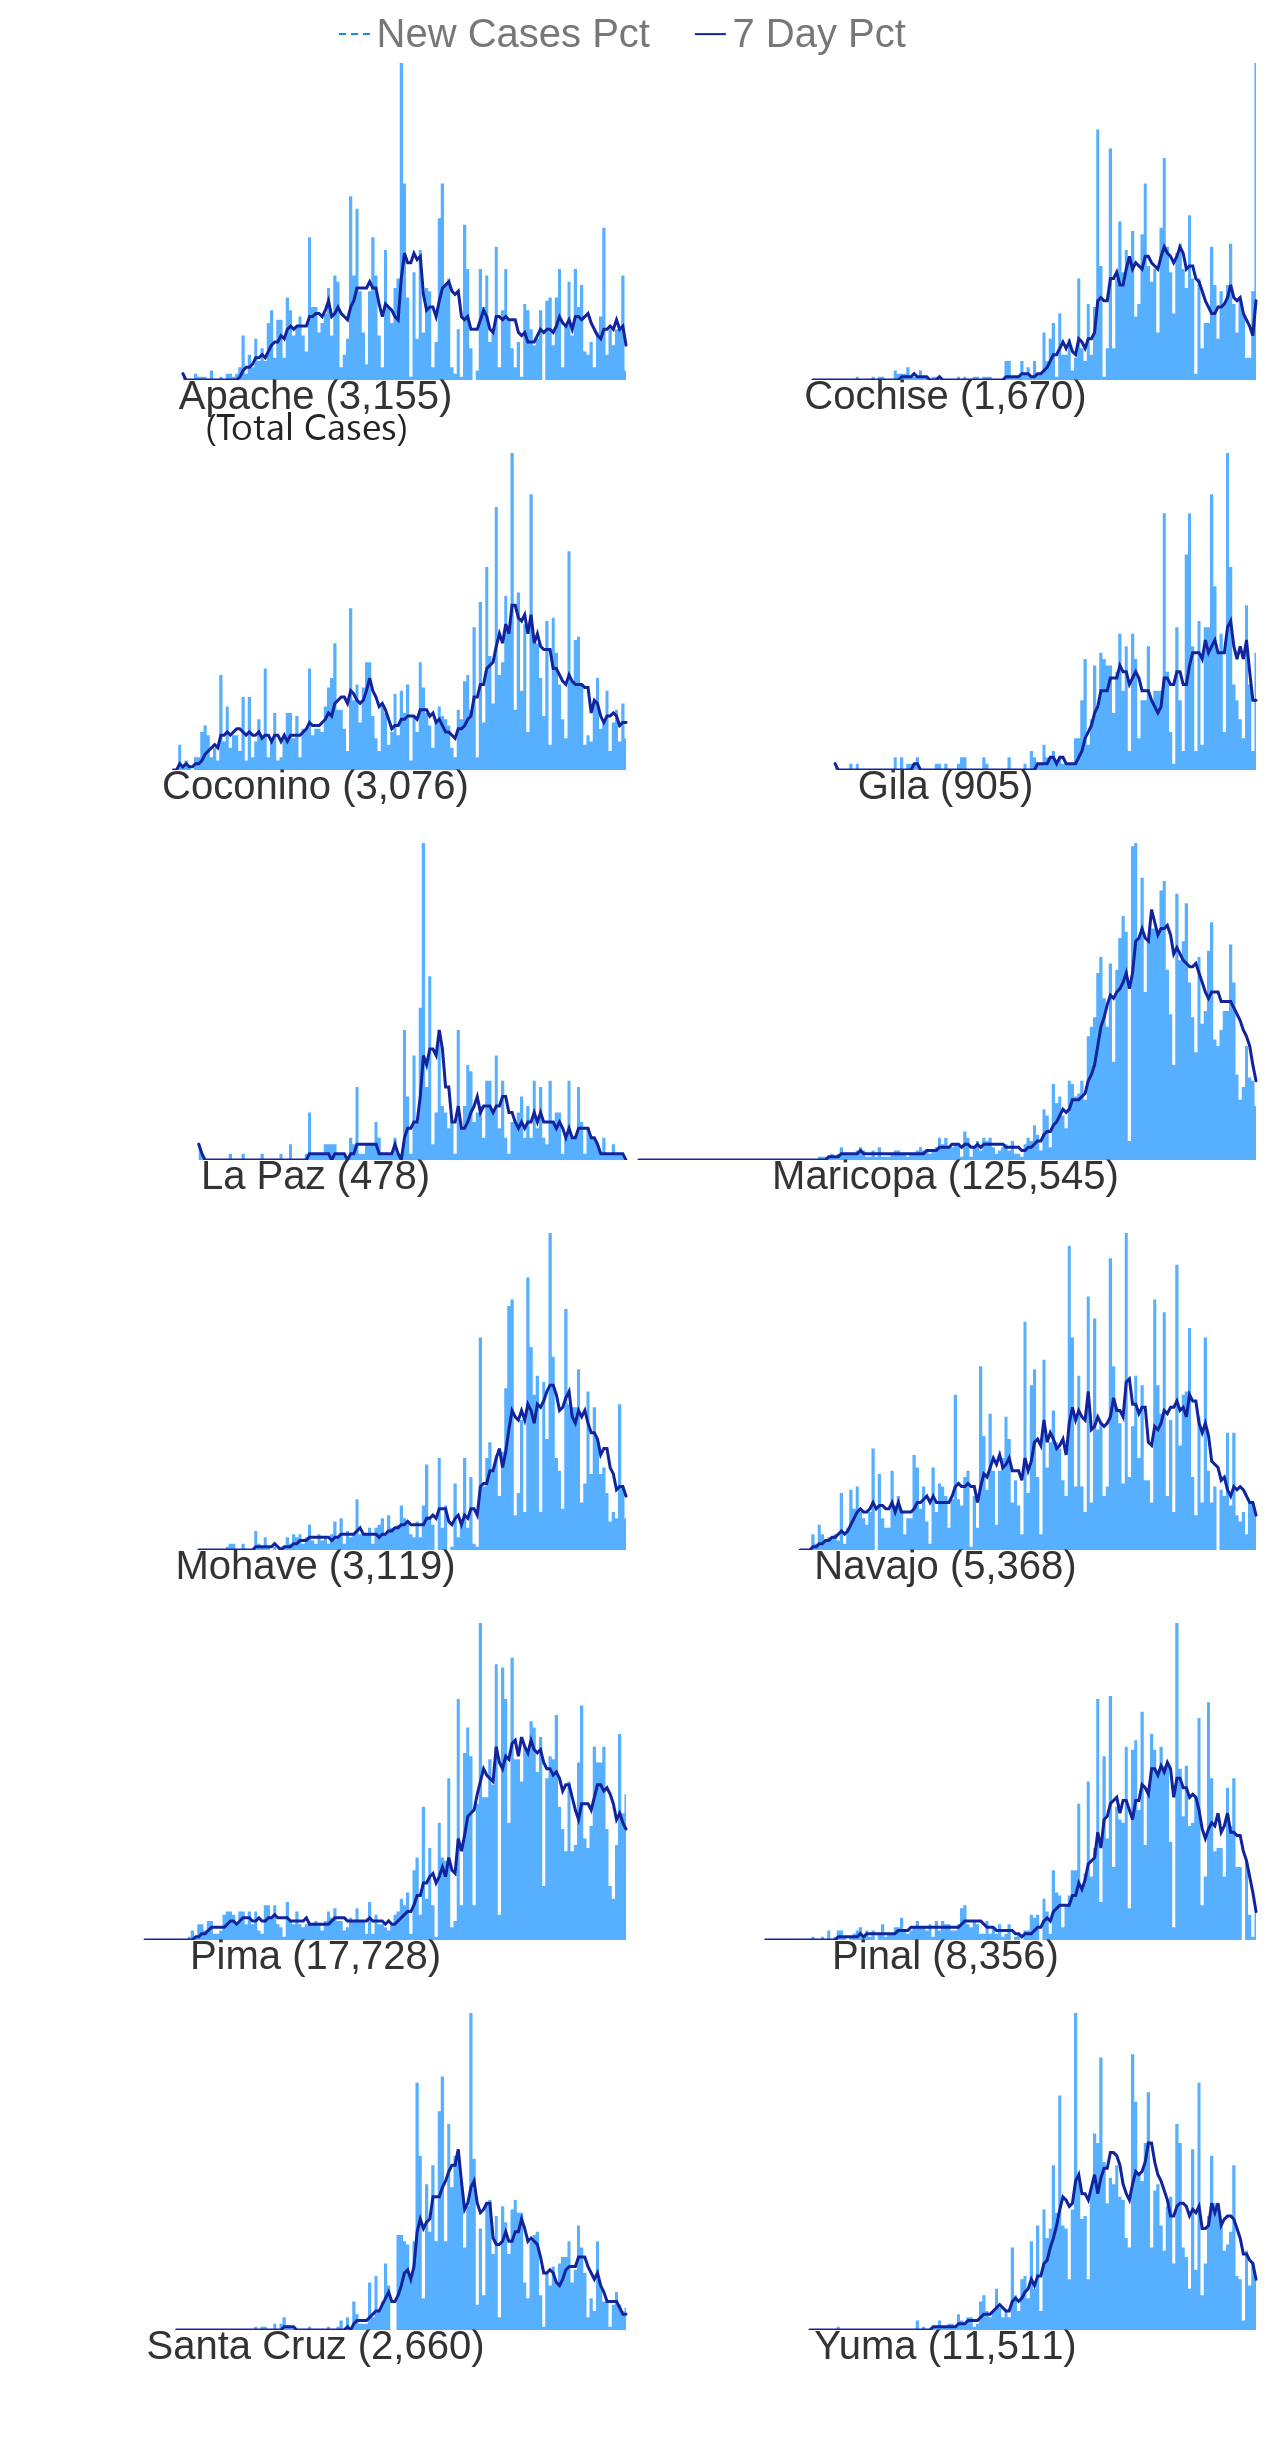 New Cases Pct 7 Day Pct
Apache (3,155) Cochise (1,670)
(Total Cases)
Coconino (3,076) Gila (905)
La Paz (478) Maricopa (125,545)
Mohave (3,119) Navajo (5,368)
Pima (17,728) Pinal (8,356)
Santa Cruz (2,660) Yuma (11,511)